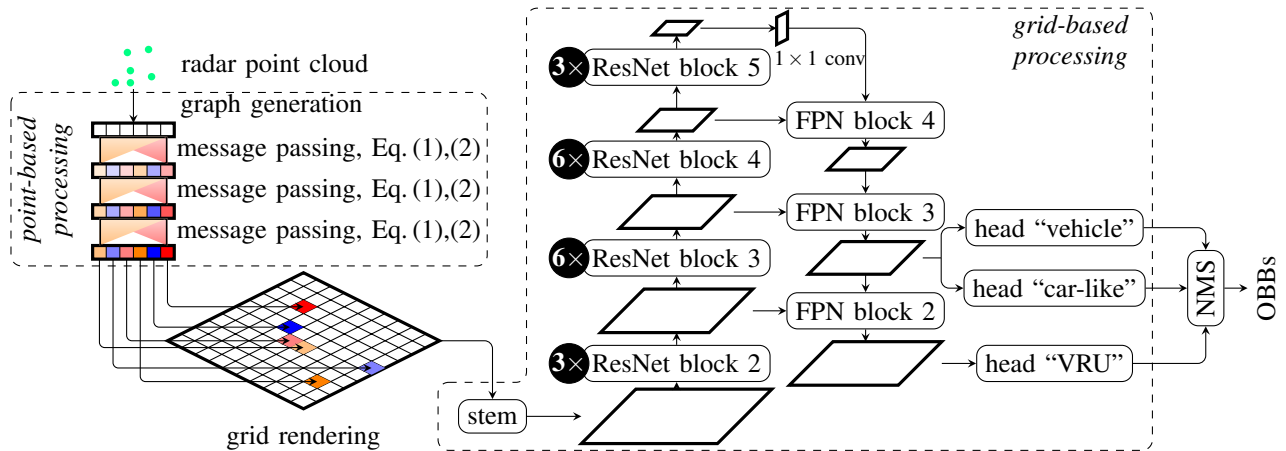 radar point cloud
graph generation
point-based
processing
message passing, Eq. (1),(2)
message passing, Eq. (1),(2)
message passing, Eq. (1),(2)
grid rendering
stem
grid-based
processing
3× ResNet block 5
1 × 1 conv
FPN block 4
6× ResNet block 4
FPN block 3
6× ResNet block 3
FPN block 2
3× ResNet block 2
head “vehicle”
head “car-like”
head “VRU”
NMS
OBBs